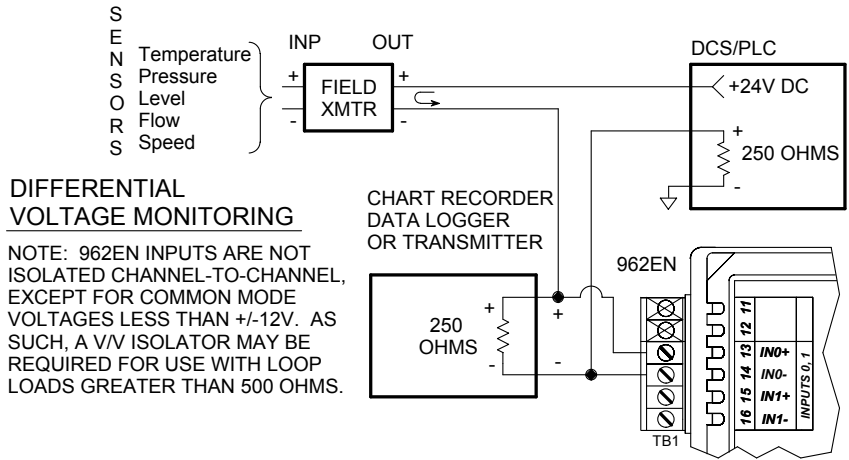 SENSORS
Temperature
Pressure
Level
Flow
Speed
INP
OUT
+
-
FIELD
XMTR
+
-
DCS/PLC
+24V DC
+
250 OHMS
-
DIFFERENTIAL
VOLTAGE MONITORING
NOTE: 962EN INPUTS ARE NOT
ISOLATED CHANNEL-TO-CHANNEL,
EXCEPT FOR COMMON MODE
VOLTAGES LESS THAN +/-12V. AS
SUCH, A V/V ISOLATOR MAY BE
REQUIRED FOR USE WITH LOOP
LOADS GREATER THAN 500 OHMS.
CHART RECORDER
DATA LOGGER
OR TRANSMITTER
250
OHMS
+
-
+
-
962EN
TB1
11
12
13 IN0+
14 IN0-
15 IN1+
16 IN1-
INPUTS 0, 1